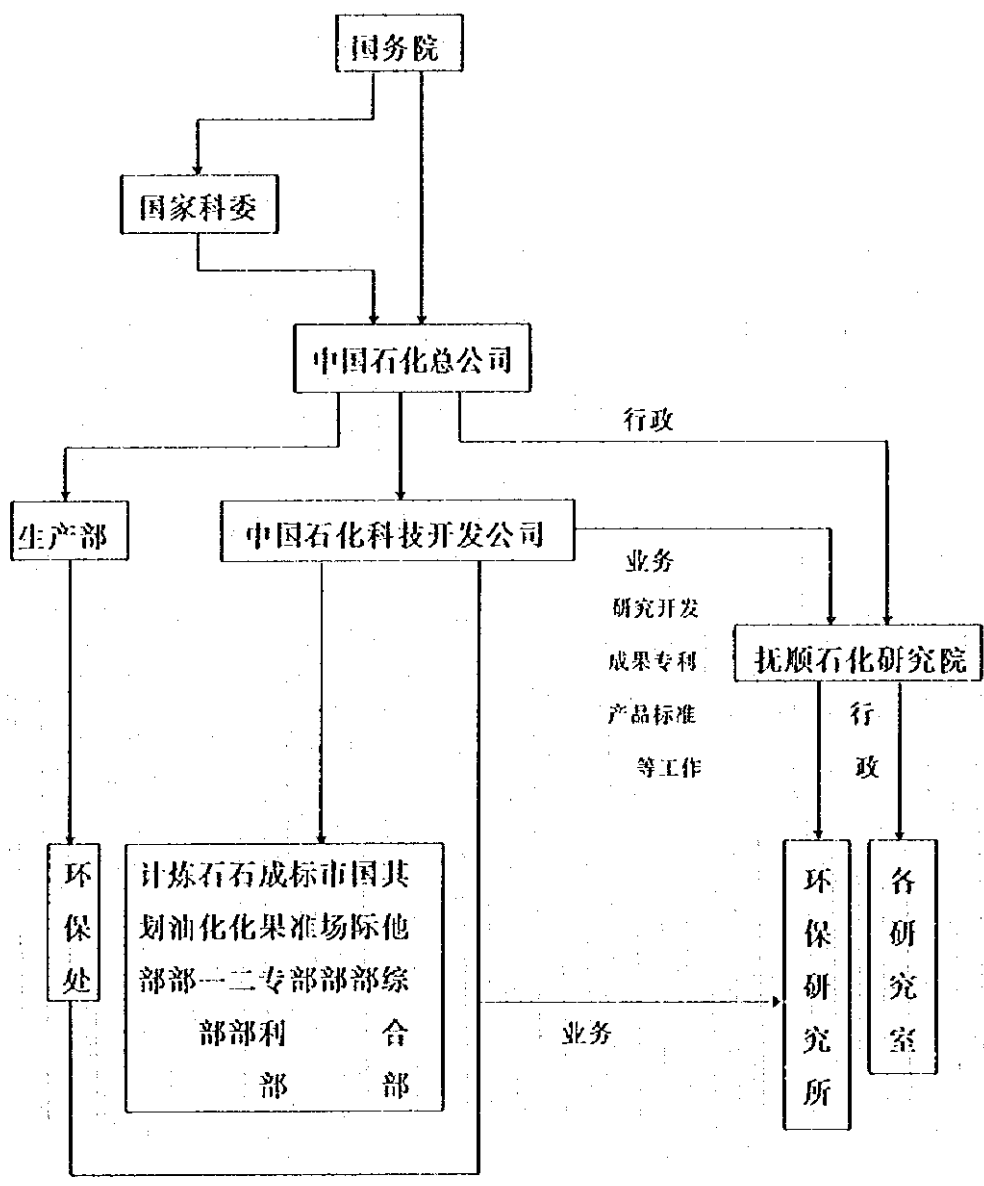 国务院
国家科委
中国石化总公司
行政
生产部
中国石化科技开发公司
业务
研究开发
成果专利
产品标准
等工作
抚顺石化研究院
行政
环保处
计划部
炼油部
石化一部
石化二部
成果专利部
标准部
市场部
国际部
其他综合部
业务
环保研究所
各研究室